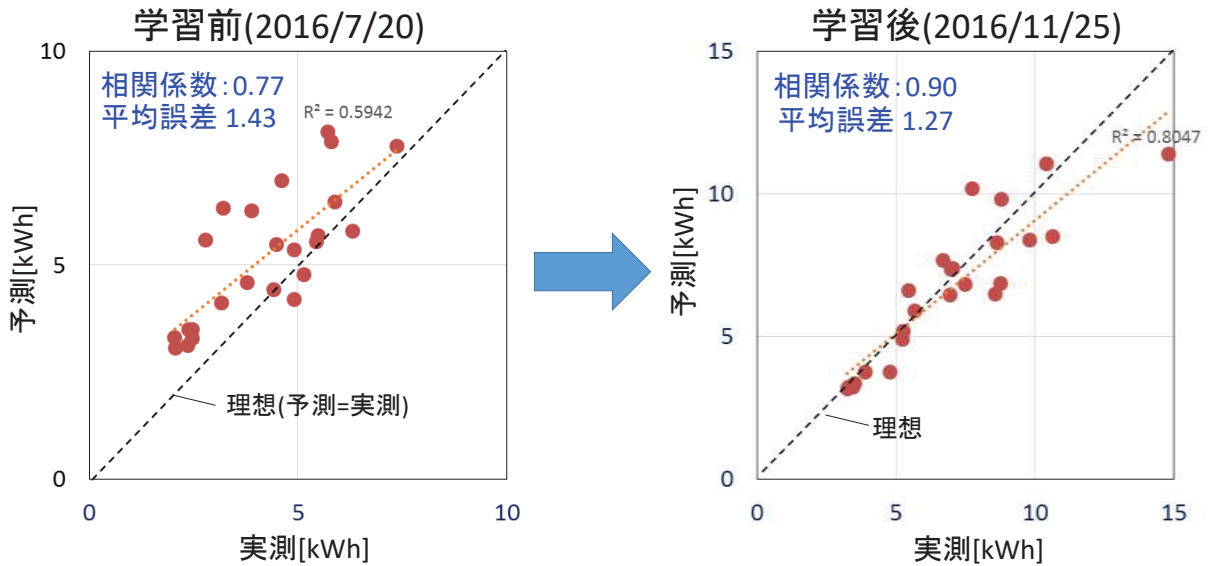 学習前(2016/7/20)
10
相関係数:0.77
平均誤差 1.43
R² = 0.5942
予測[kWh]
5
理想(予測=実測)
0
0
5
10
実測[kWh]
学習後(2016/11/25)
15
相関係数:0.90
平均誤差 1.27
R² = 0.8047
10
予測[kWh]
5
理想
0
0
5
10
15
実測[kWh]